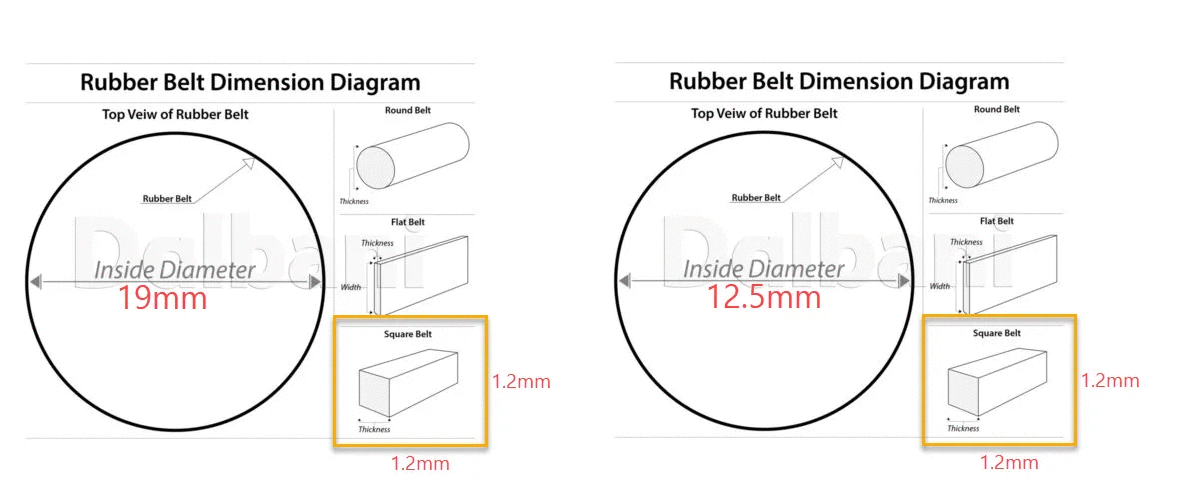 Rubber Belt Dimension Diagram
Top Veiw of Rubber Belt
Round Belt
Thickness
Rubber Belt
Flat Belt
Dalbani
Thickness
Inside Diameter
19mm
Width
Square Belt
1.2mm
Thickness
1.2mm
Rubber Belt Dimension Diagram
Top Veiw of Rubber Belt
Round Belt
Thickness
Rubber Belt
Flat Belt
Dalbani
Thickness
Inside Diameter
12.5mm
Width
Square Belt
1.2mm
Thickness
1.2mm